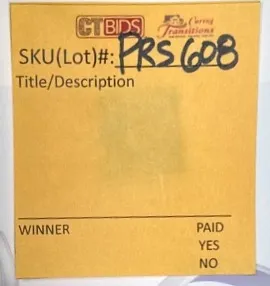 CTBIDS Caring Transitions
SKU(Lot)#: PRS608
Title/Description
WINNER PAID
YES
NO